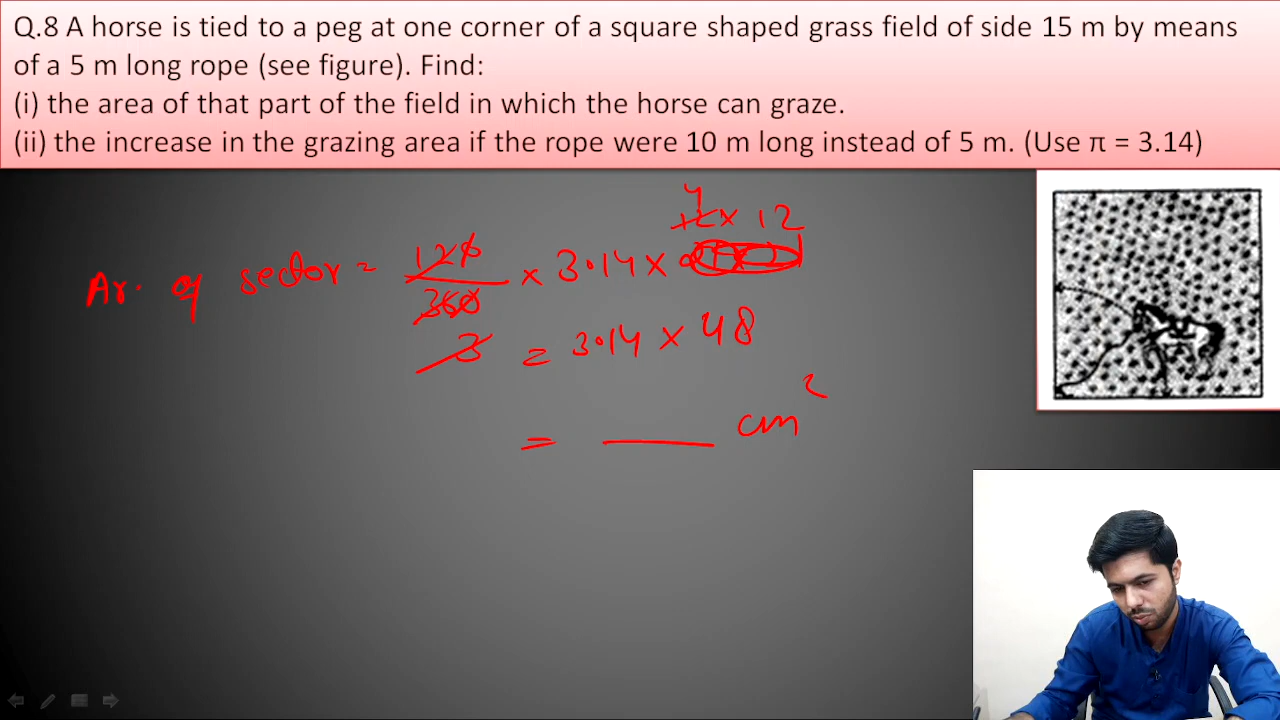 Q.8 A horse is tied to a peg at one corner of a square shaped grass field of side 15 m by means
of a 5 m long rope (see figure). Find:
(i) the area of that part of the field in which the horse can graze.
(ii) the increase in the grazing area if the rope were 10 m long instead of 5 m. (Use π = 3.14)
4
12 × 12
Ar. of sector = 120/360 × 3.14 ×
3
= 3.14 × 48
= ___ cm²